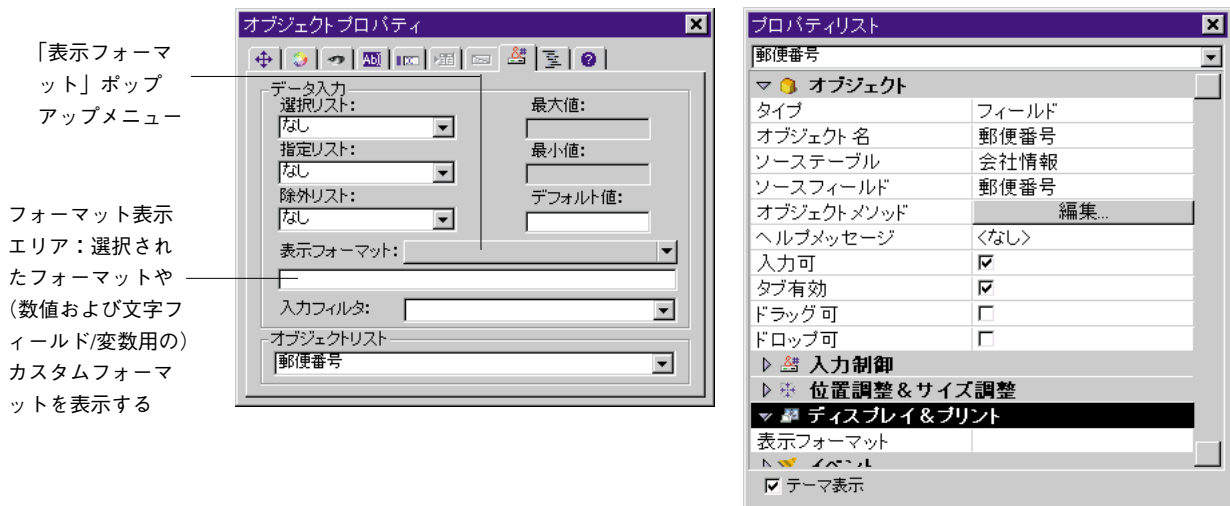 「表示フォーマ
ット」ポップ
アップメニュー
フォーマット表示
エリア：選択され
たフォーマットや
(数値および文字フ
ィールド/変数用の)
カスタムフォーマ
ットを表示する
オブジェクトプロパティ
データ入力
選択リスト：
なし
指定リスト：
なし
除外リスト：
なし
最大値：
最小値：
デフォルト値：
表示フォーマット：
入力フィルタ：
オブジェクトリスト
郵便番号
プロパティリスト
郵便番号
オブジェクト
タイプ フィールド
オブジェクト名 郵便番号
ソーステーブル 会社情報
ソースフィールド 郵便番号
オブジェクトメソッド 編集...
ヘルプメッセージ <なし>
入力可
タブ有効
ドラッグ可
ドロップ可
入力制御
位置調整＆サイズ調整
ディスプレイ＆プリント
表示フォーマット
イベント
テーマ表示